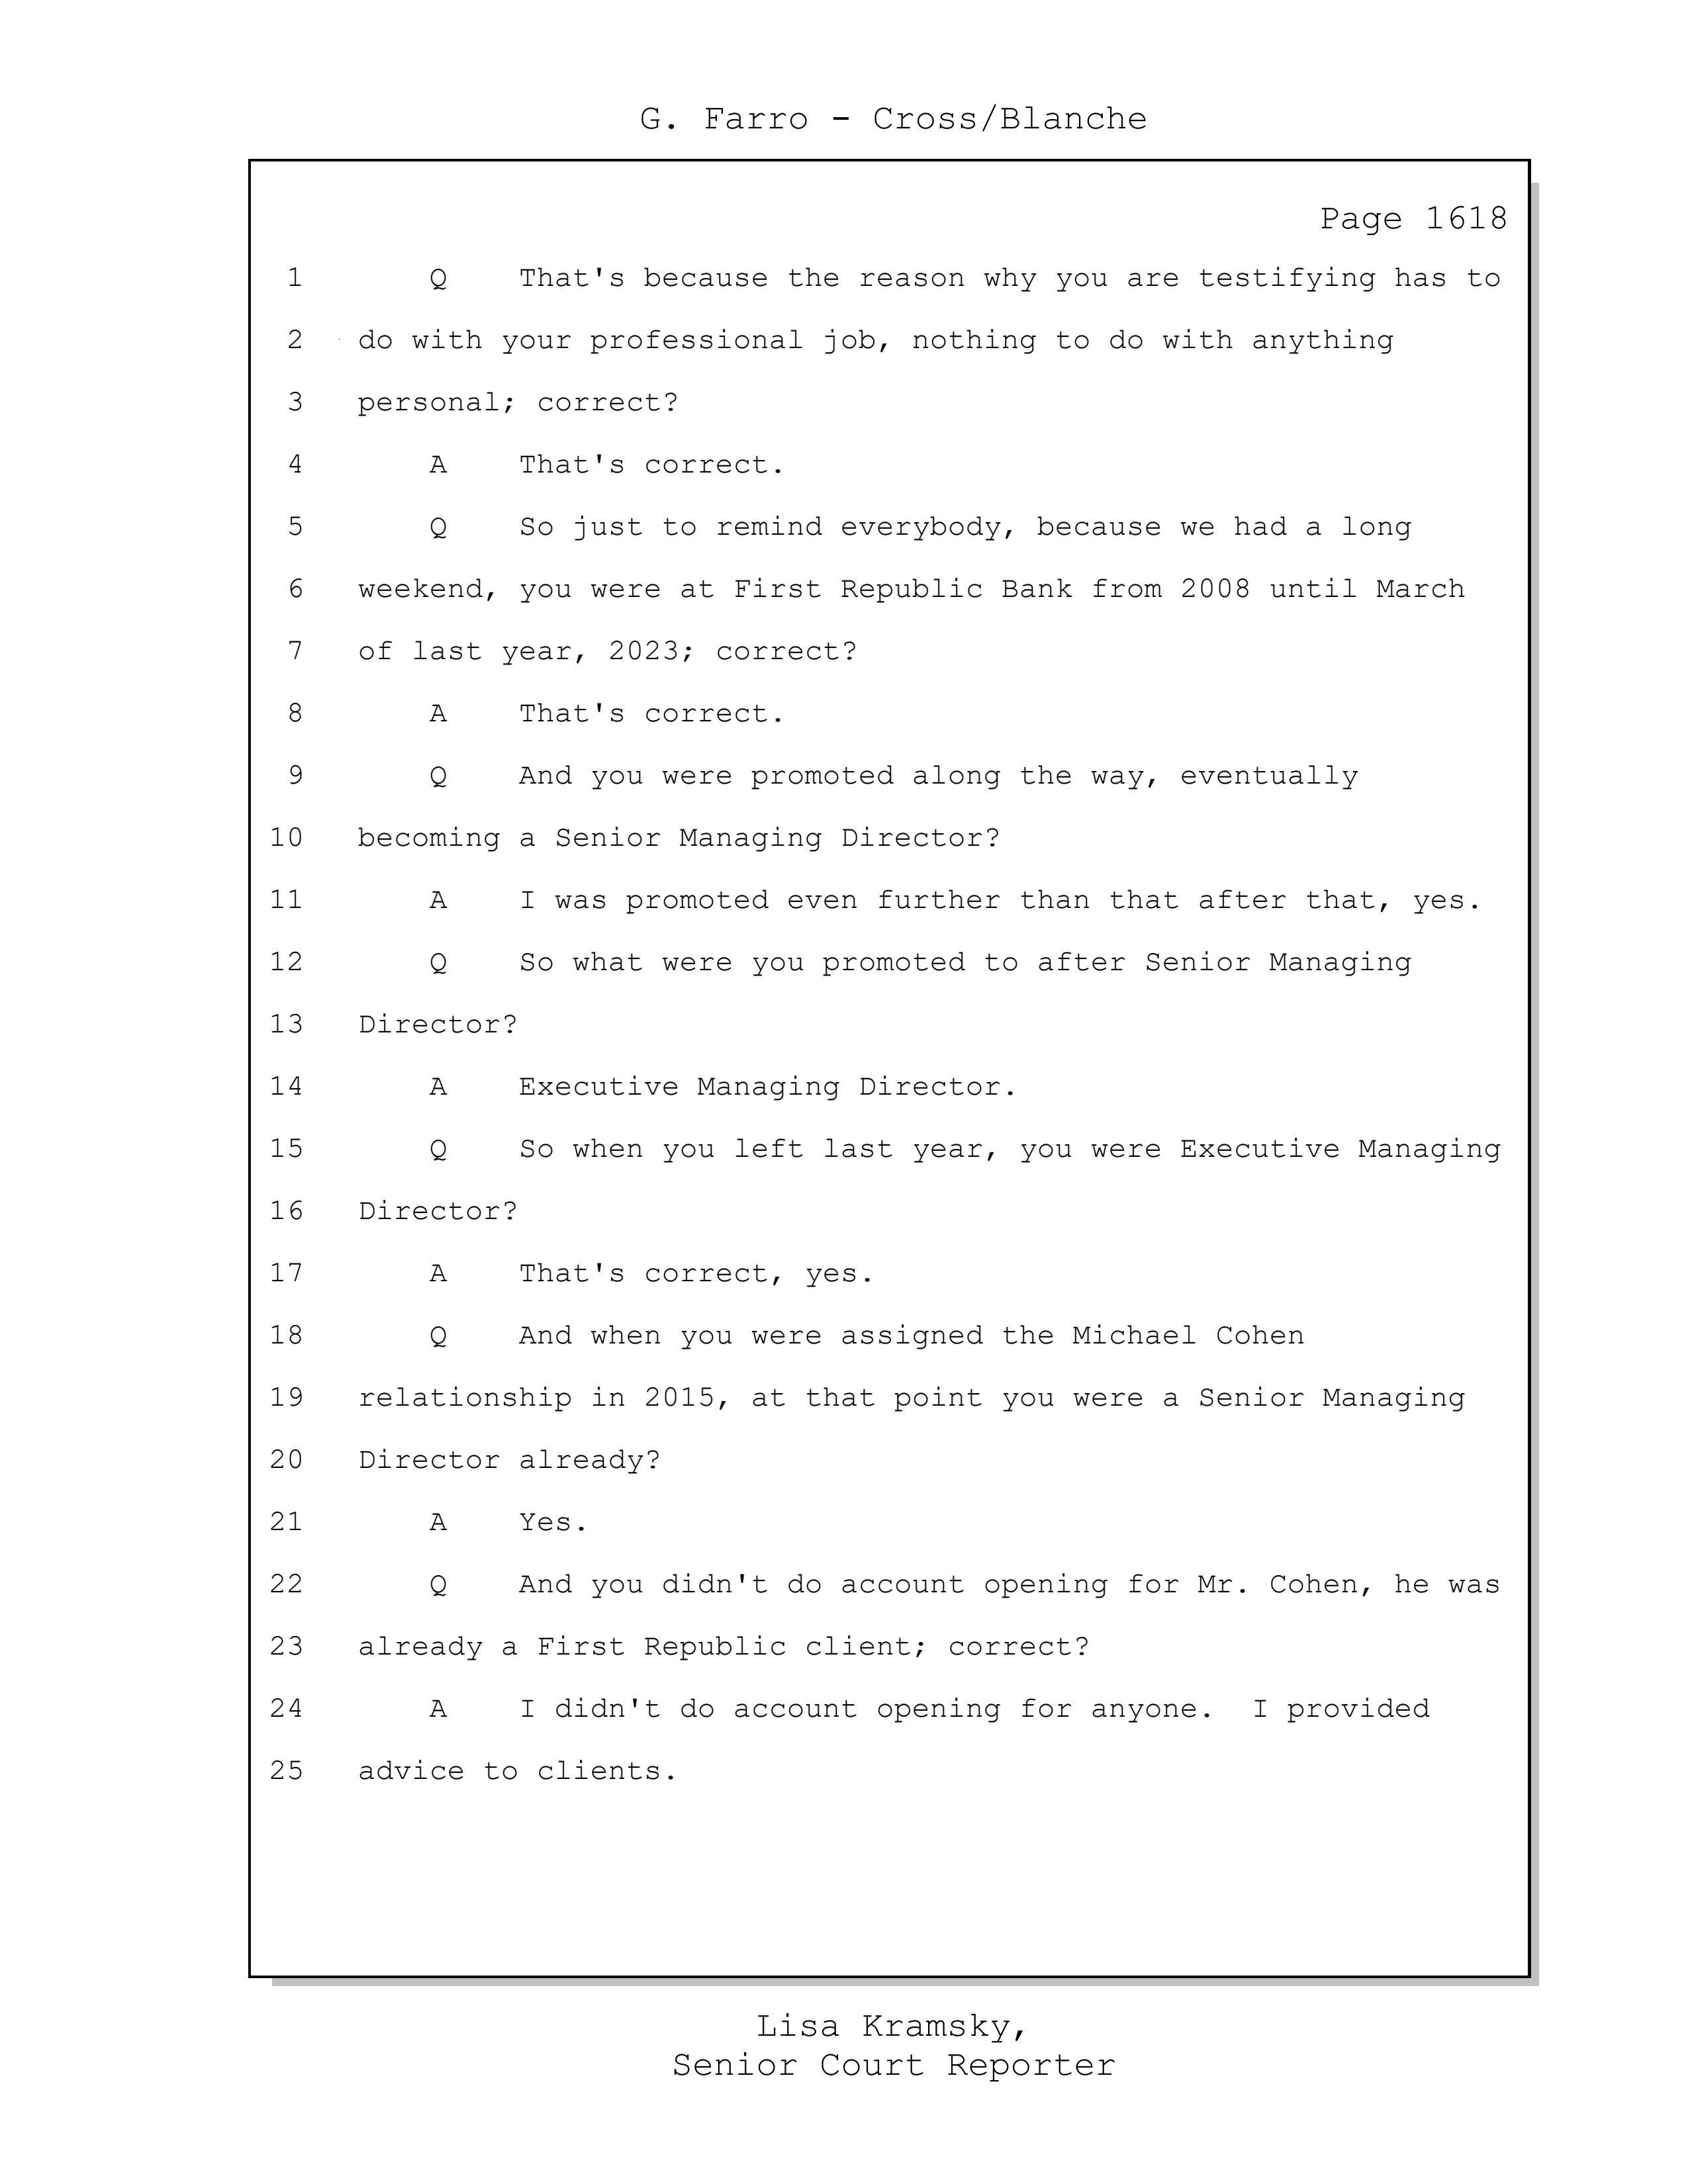 G. Farro - Cross/Blanche
Page 1618
1 Q That's because the reason why you are testifying has to
2 do with your professional job, nothing to do with anything
3 personal; correct?
4 A That's correct.
5 Q So just to remind everybody, because we had a long
6 weekend, you were at First Republic Bank from 2008 until March
7 of last year, 2023; correct?
8 A That's correct.
9 Q And you were promoted along the way, eventually
10 becoming a Senior Managing Director?
11 A I was promoted even further than that after that, yes.
12 Q So what were you promoted to after Senior Managing
13 Director?
14 A Executive Managing Director.
15 Q So when you left last year, you were Executive Managing
16 Director?
17 A That's correct, yes.
18 Q And when you were assigned the Michael Cohen
19 relationship in 2015, at that point you were a Senior Managing
20 Director already?
21 A Yes.
22 Q And you didn't do account opening for Mr. Cohen, he was
23 already a First Republic client; correct?
24 A I didn't do account opening for anyone.  I provided
25 advice to clients.
Lisa Kramsky,
Senior Court Reporter